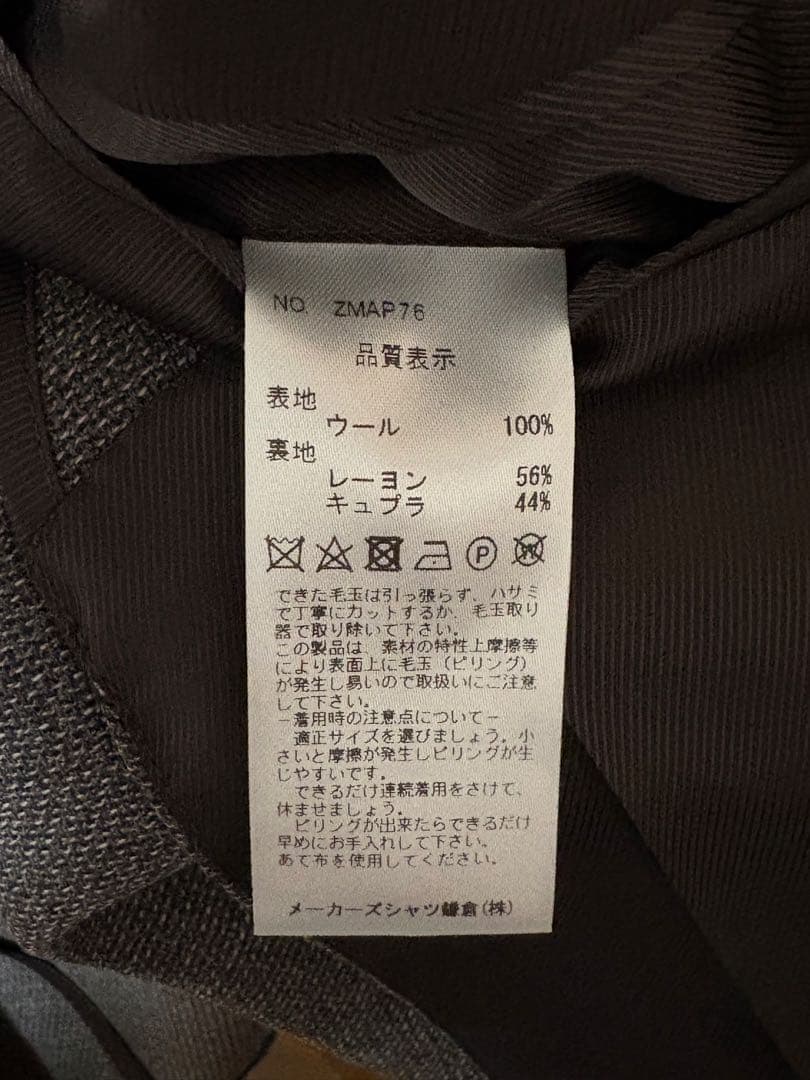 NO. ZMAP76
品質表示
表地
ウール 100%
裏地
レーヨン 56%
キュプラ 44%
P W
できた毛玉は引っ張らず、ハサミ
で丁寧にカットするか、毛玉取り
器で取り除いて下さい。
この製品は、素材の特性上摩擦等
により表面上に毛玉(ピリング)
が発生し易いので取扱いにご注意
して下さい。
－着用時の注意点について－
適正サイズを選びましょう。小
さいと摩擦が発生しピリングが生
じやすいです。
できるだけ連続着用をさけて、
休ませましょう。
ピリングが出来たらできるだけ
早めにお手入れして下さい。
あて布を使用してください。
メーカーズシャツ鎌倉(株)